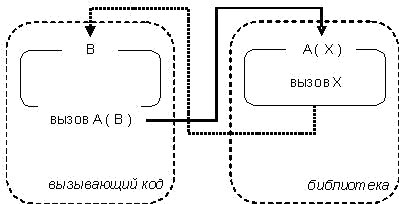 B
вызов A ( B )
вызывающий код
A ( X )
вызов X
библиотека